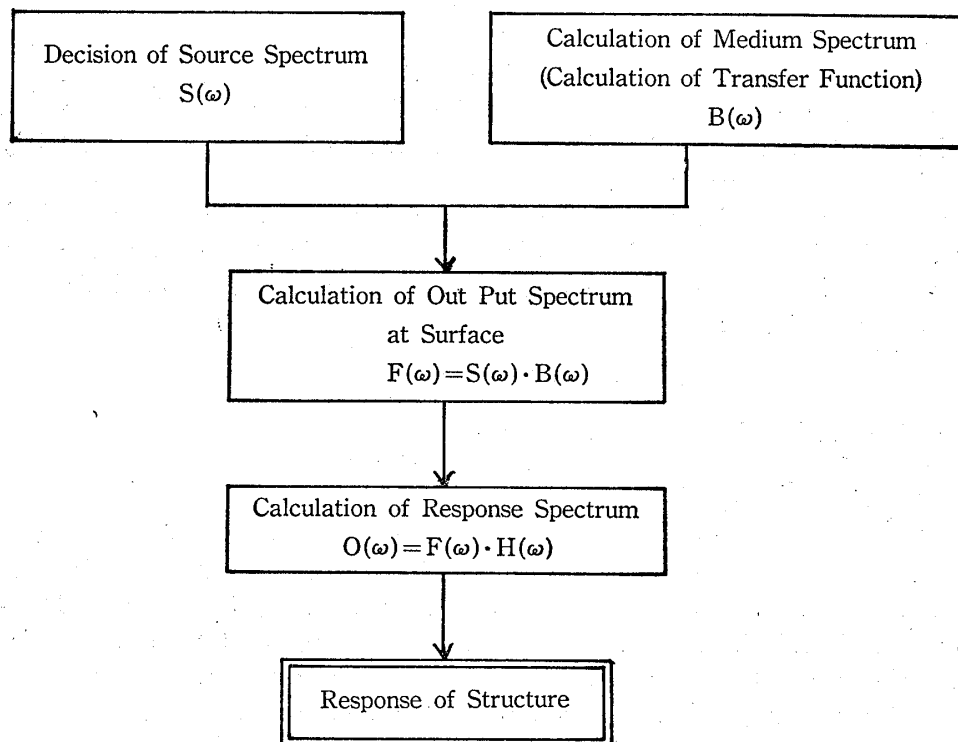 Decision of Source Spectrum
S(ω)
Calculation of Medium Spectrum
(Calculation of Transfer Function)
B(ω)
Calculation of Out Put Spectrum
at Surface
F(ω)=S(ω)·B(ω)
Calculation of Response Spectrum
O(ω)=F(ω)·H(ω)
Response of Structure